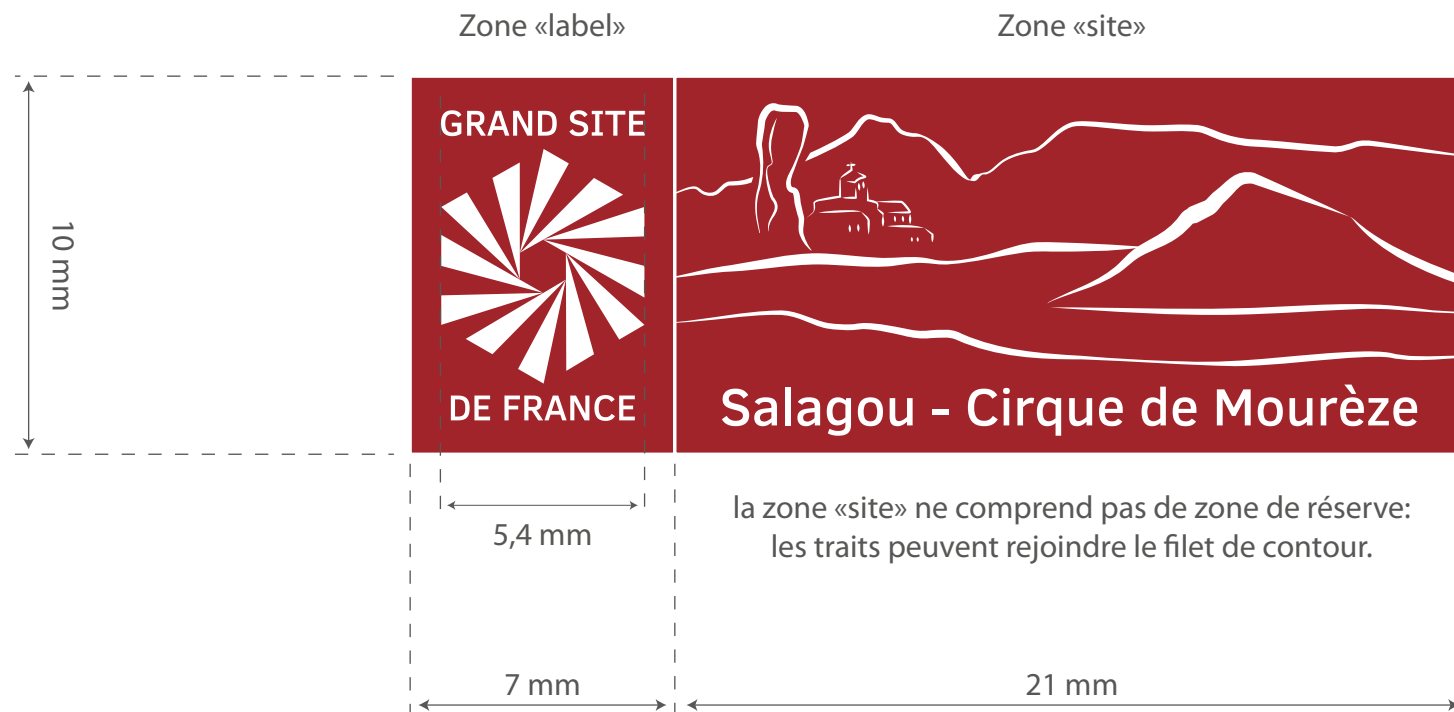 Zone «label»
Zone «site»
10 mm
GRAND SITE
DE FRANCE
Salagou - Cirque de Mourèze
5,4 mm
la zone «site» ne comprend pas de zone de réserve:
les traits peuvent rejoindre le filet de contour.
7 mm
21 mm